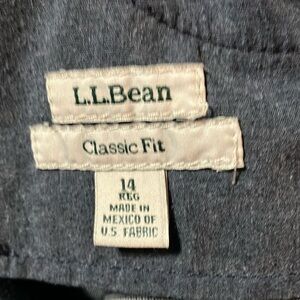 L.L.Bean
Classic Fit
14
REG
MADE IN
MEXICO OF
U.S. FABRIC